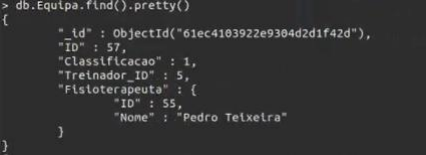 > db.Equipa.find().pretty()
{
"_id" : ObjectId("61ec4103922e9304d2d1f42d"),
"ID" : 57,
"Classificacao" : 1,
"Treinador_ID" : 5,
"Fisioterapeuta" : {
"ID" : 55,
"Nome" : "Pedro Teixeira"
}
}